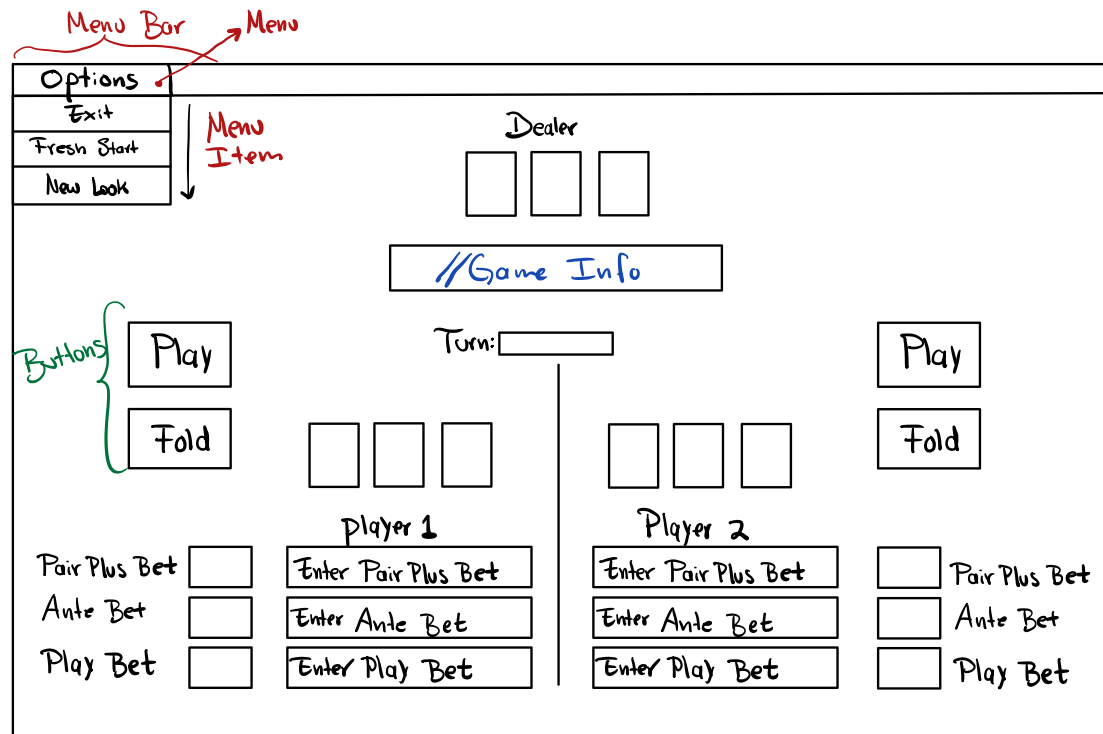 Menu Bar
Menu
Options
Exit
Fresh Start
New Look
Menu
Item
Dealer
//Game Info
Buttons
Play
Turn:
Play
Fold
Fold
Player 1
Player 2
Pair Plus Bet
Enter Pair Plus Bet
Enter Pair Plus Bet
Pair Plus Bet
Ante Bet
Enter Ante Bet
Enter Ante Bet
Ante Bet
Play Bet
Enter Play Bet
Enter Play Bet
Play Bet